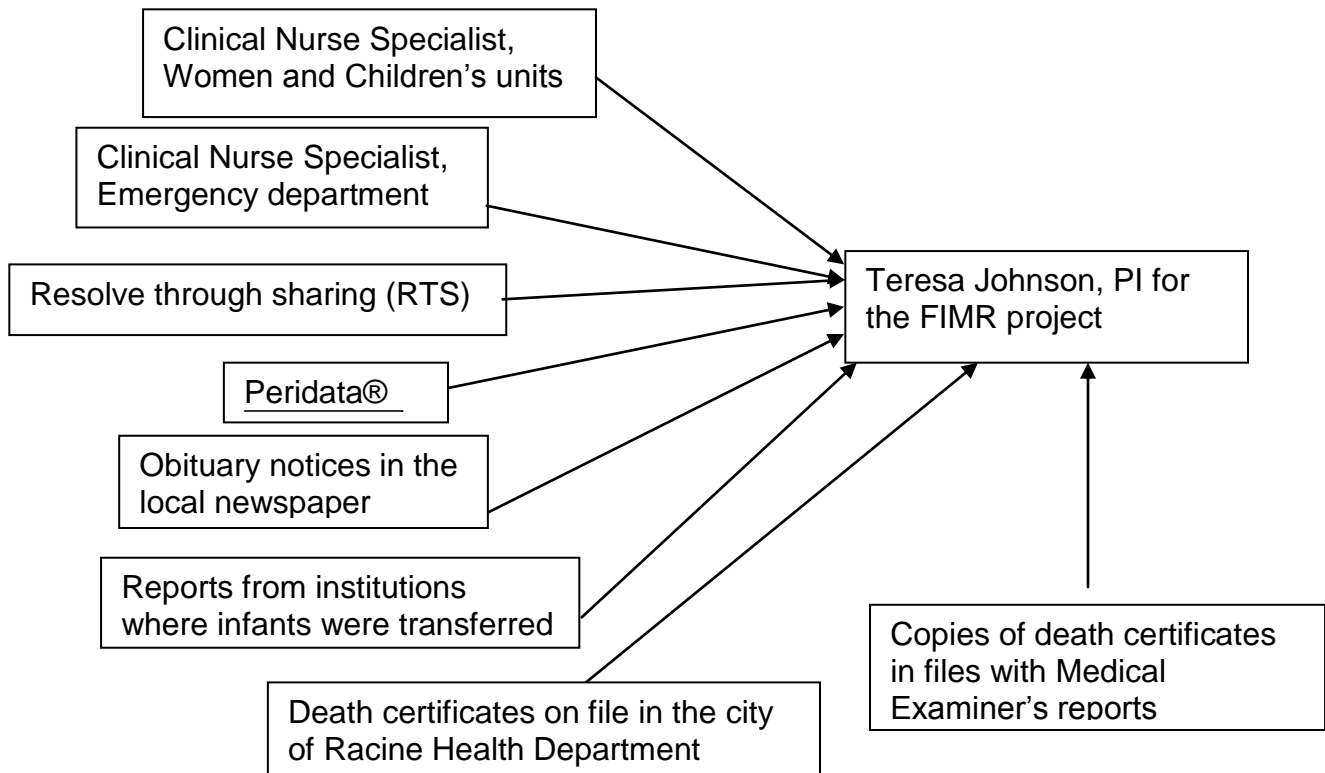 Clinical Nurse Specialist,
Women and Children’s units
Clinical Nurse Specialist,
Emergency department
Resolve through sharing (RTS)
Teresa Johnson, PI for
the FIMR project
Peridata®
Obituary notices in the
local newspaper
Reports from institutions
where infants were transferred
Copies of death certificates
in files with Medical
Examiner’s reports
Death certificates on file in the city
of Racine Health Department